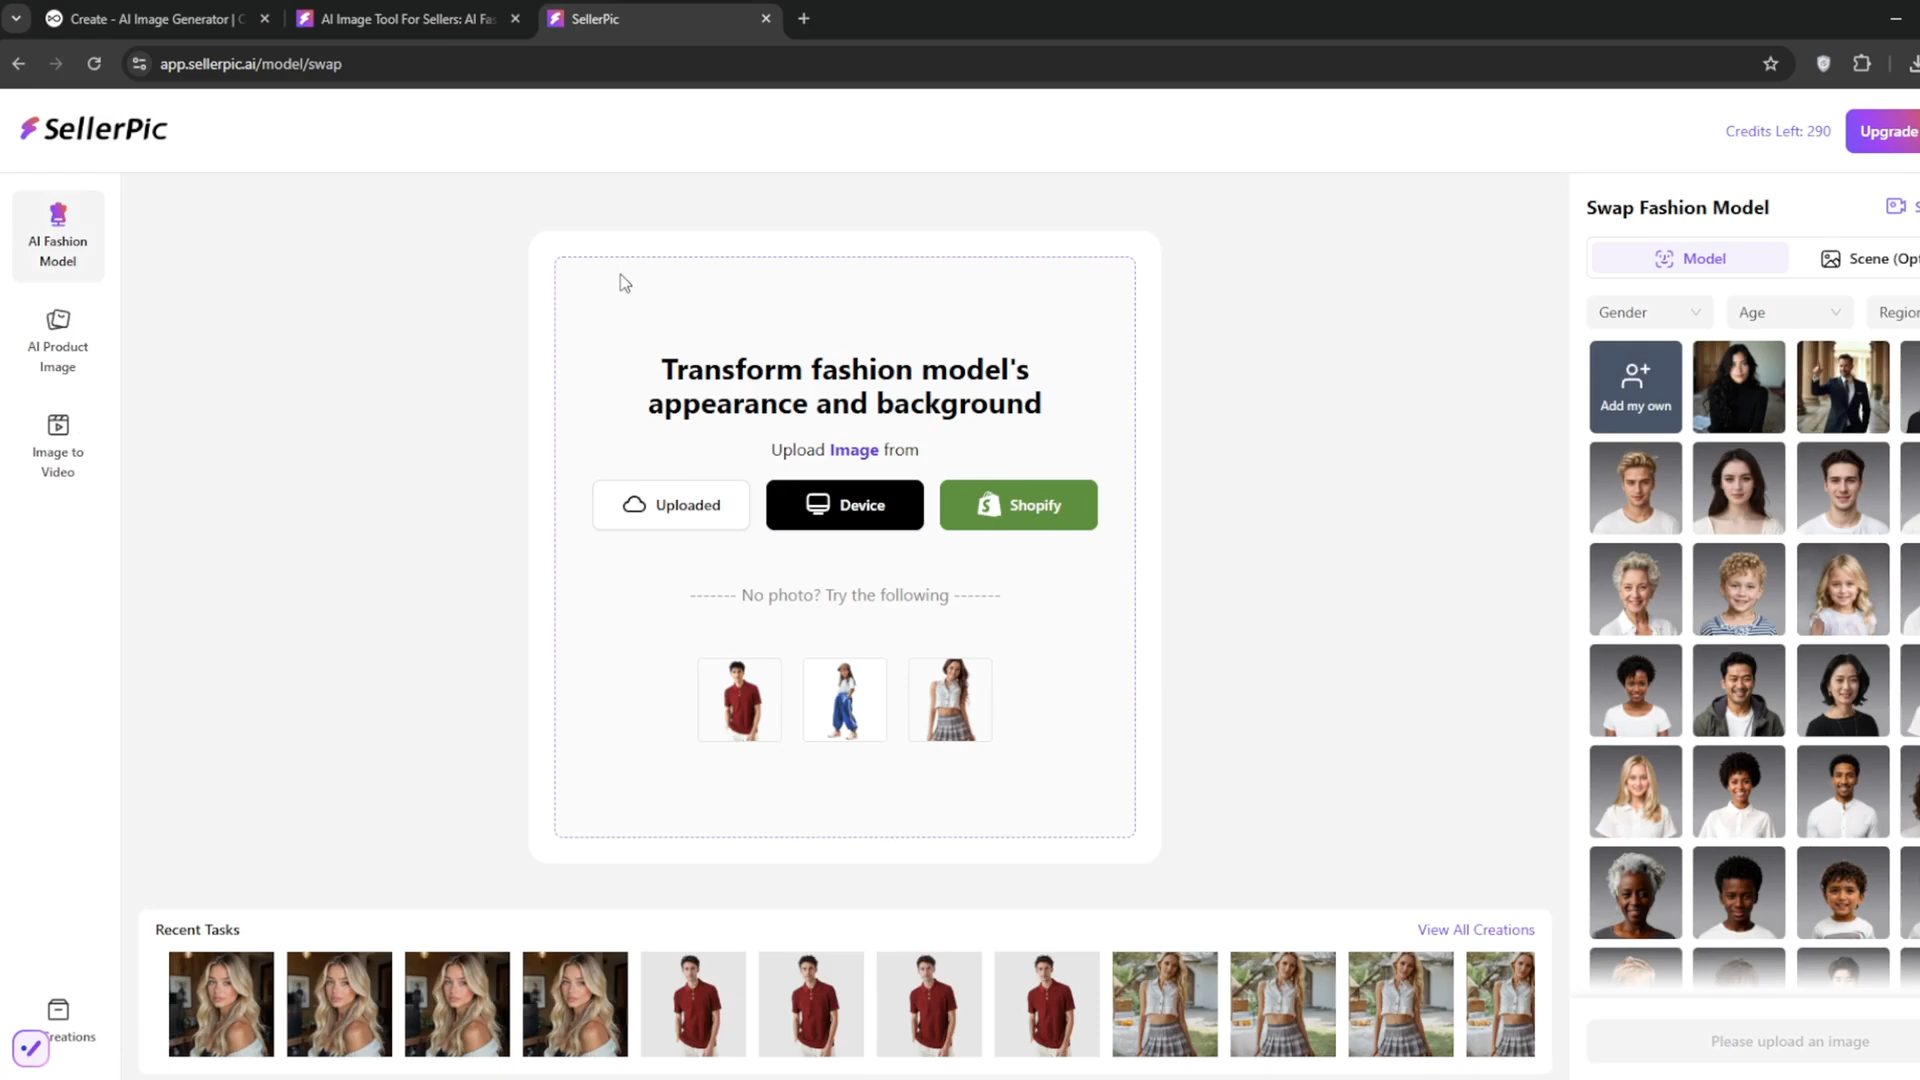 Create - AI Image Generator | C
AI Image Tool For Sellers: AI Fas
SellerPic
app.sellerpic.ai/model/swap
SellerPic
Credits Left: 290
Upgrade
AI Fashion
Model
AI Product
Image
Image to
Video
reations
Transform fashion model's
appearance and background
Upload Image from
Uploaded
Device
Shopify
------- No photo? Try the following -------
Recent Tasks
View All Creations
Swap Fashion Model
S
Model
Scene (Opt
Gender
Age
Region
Add my own
Please upload an image